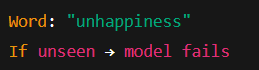 Word: "unhappiness"
If unseen → model fails